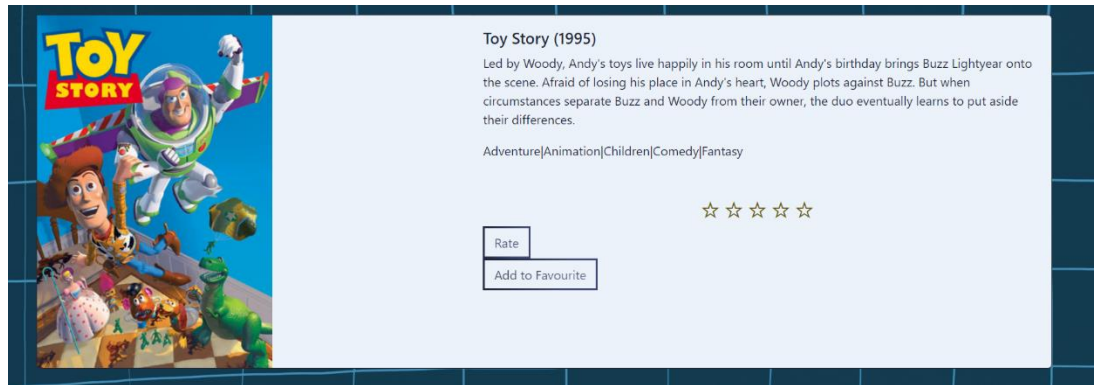 TOY
STORY
Toy Story (1995)
Led by Woody, Andy's toys live happily in his room until Andy's birthday brings Buzz Lightyear onto
the scene. Afraid of losing his place in Andy's heart, Woody plots against Buzz. But when
circumstances separate Buzz and Woody from their owner, the duo eventually learns to put aside
their differences.
Adventure|Animation|Children|Comedy|Fantasy
Rate
Add to Favourite